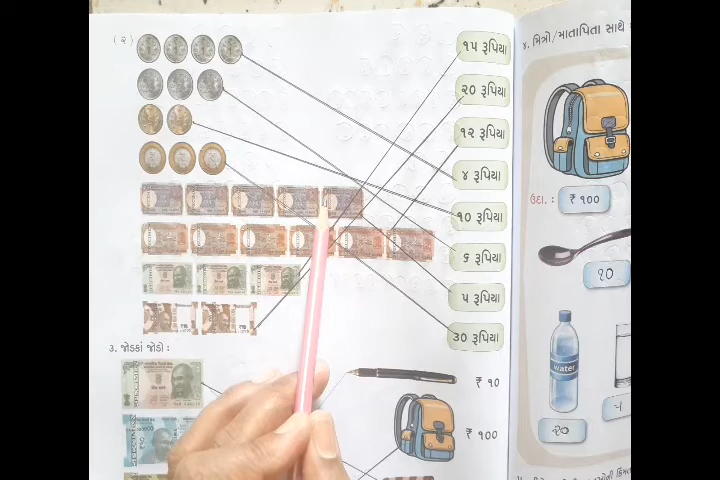 (૨)
૧૫ રૂપિયા
૨૦ રૂપિયા
૧૨ રૂપિયા
૪ રૂપિયા
૧૦ રૂપિયા
૬ રૂપિયા
૫ રૂપિયા
૩૦ રૂપિયા
૩. જોડકાં જોડો :
₹ ૧૦
₹ ૧૦૦
૪. મિત્રો/માતાપિતા સાથે
ઉદા. : ₹ ૧૦૦
૧૦
water
૨૦